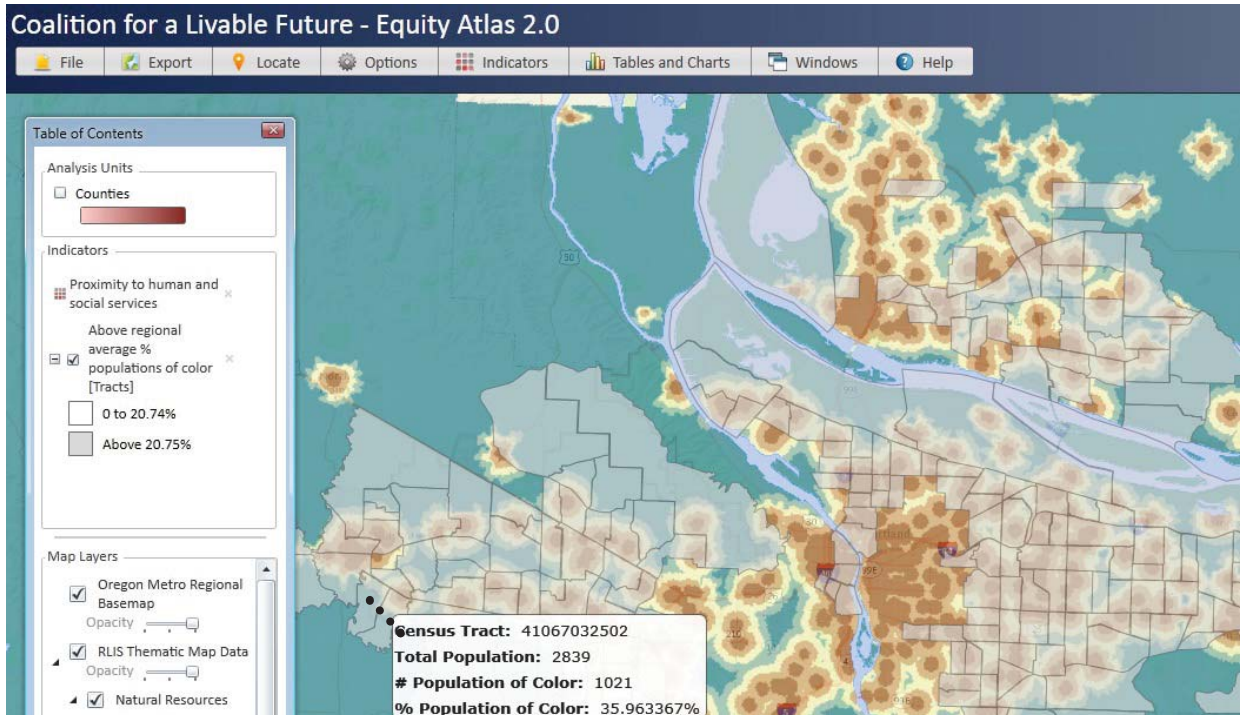 Coalition for a Livable Future - Equity Atlas 2.0
File Export Locate Options Indicators Tables and Charts Windows Help
Table of Contents
Analysis Units
Counties
Indicators
Proximity to human and
social services
Above regional
average %
populations of color
[Tracts]
0 to 20.74%
Above 20.75%
Map Layers
Oregon Metro Regional
Basemap
Opacity
RLIS Thematic Map Data
Opacity
Natural Resources
30
Census Tract: 41067032502
Total Population: 2839
# Population of Color: 1021
% Population of Color: 35.963367%